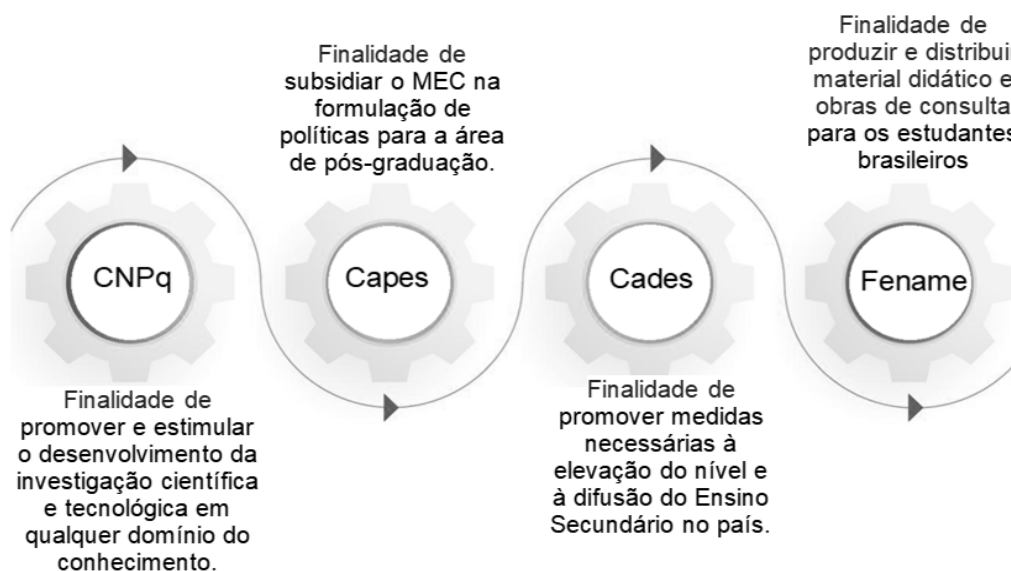 CNPq
Finalidade de
promover e estimular
o desenvolvimento da
investigação científica
e tecnológica em
qualquer domínio do
conhecimento.
Finalidade de
subsidiar o MEC na
formulação de
políticas para a área
de pós-graduação.
Capes
Cades
Finalidade de
promover medidas
necessárias à
elevação do nível e
à difusão do Ensino
Secundário no país.
Finalidade de
produzir e distribuir
material didático e
obras de consulta
para os estudantes
brasileiros
Fename